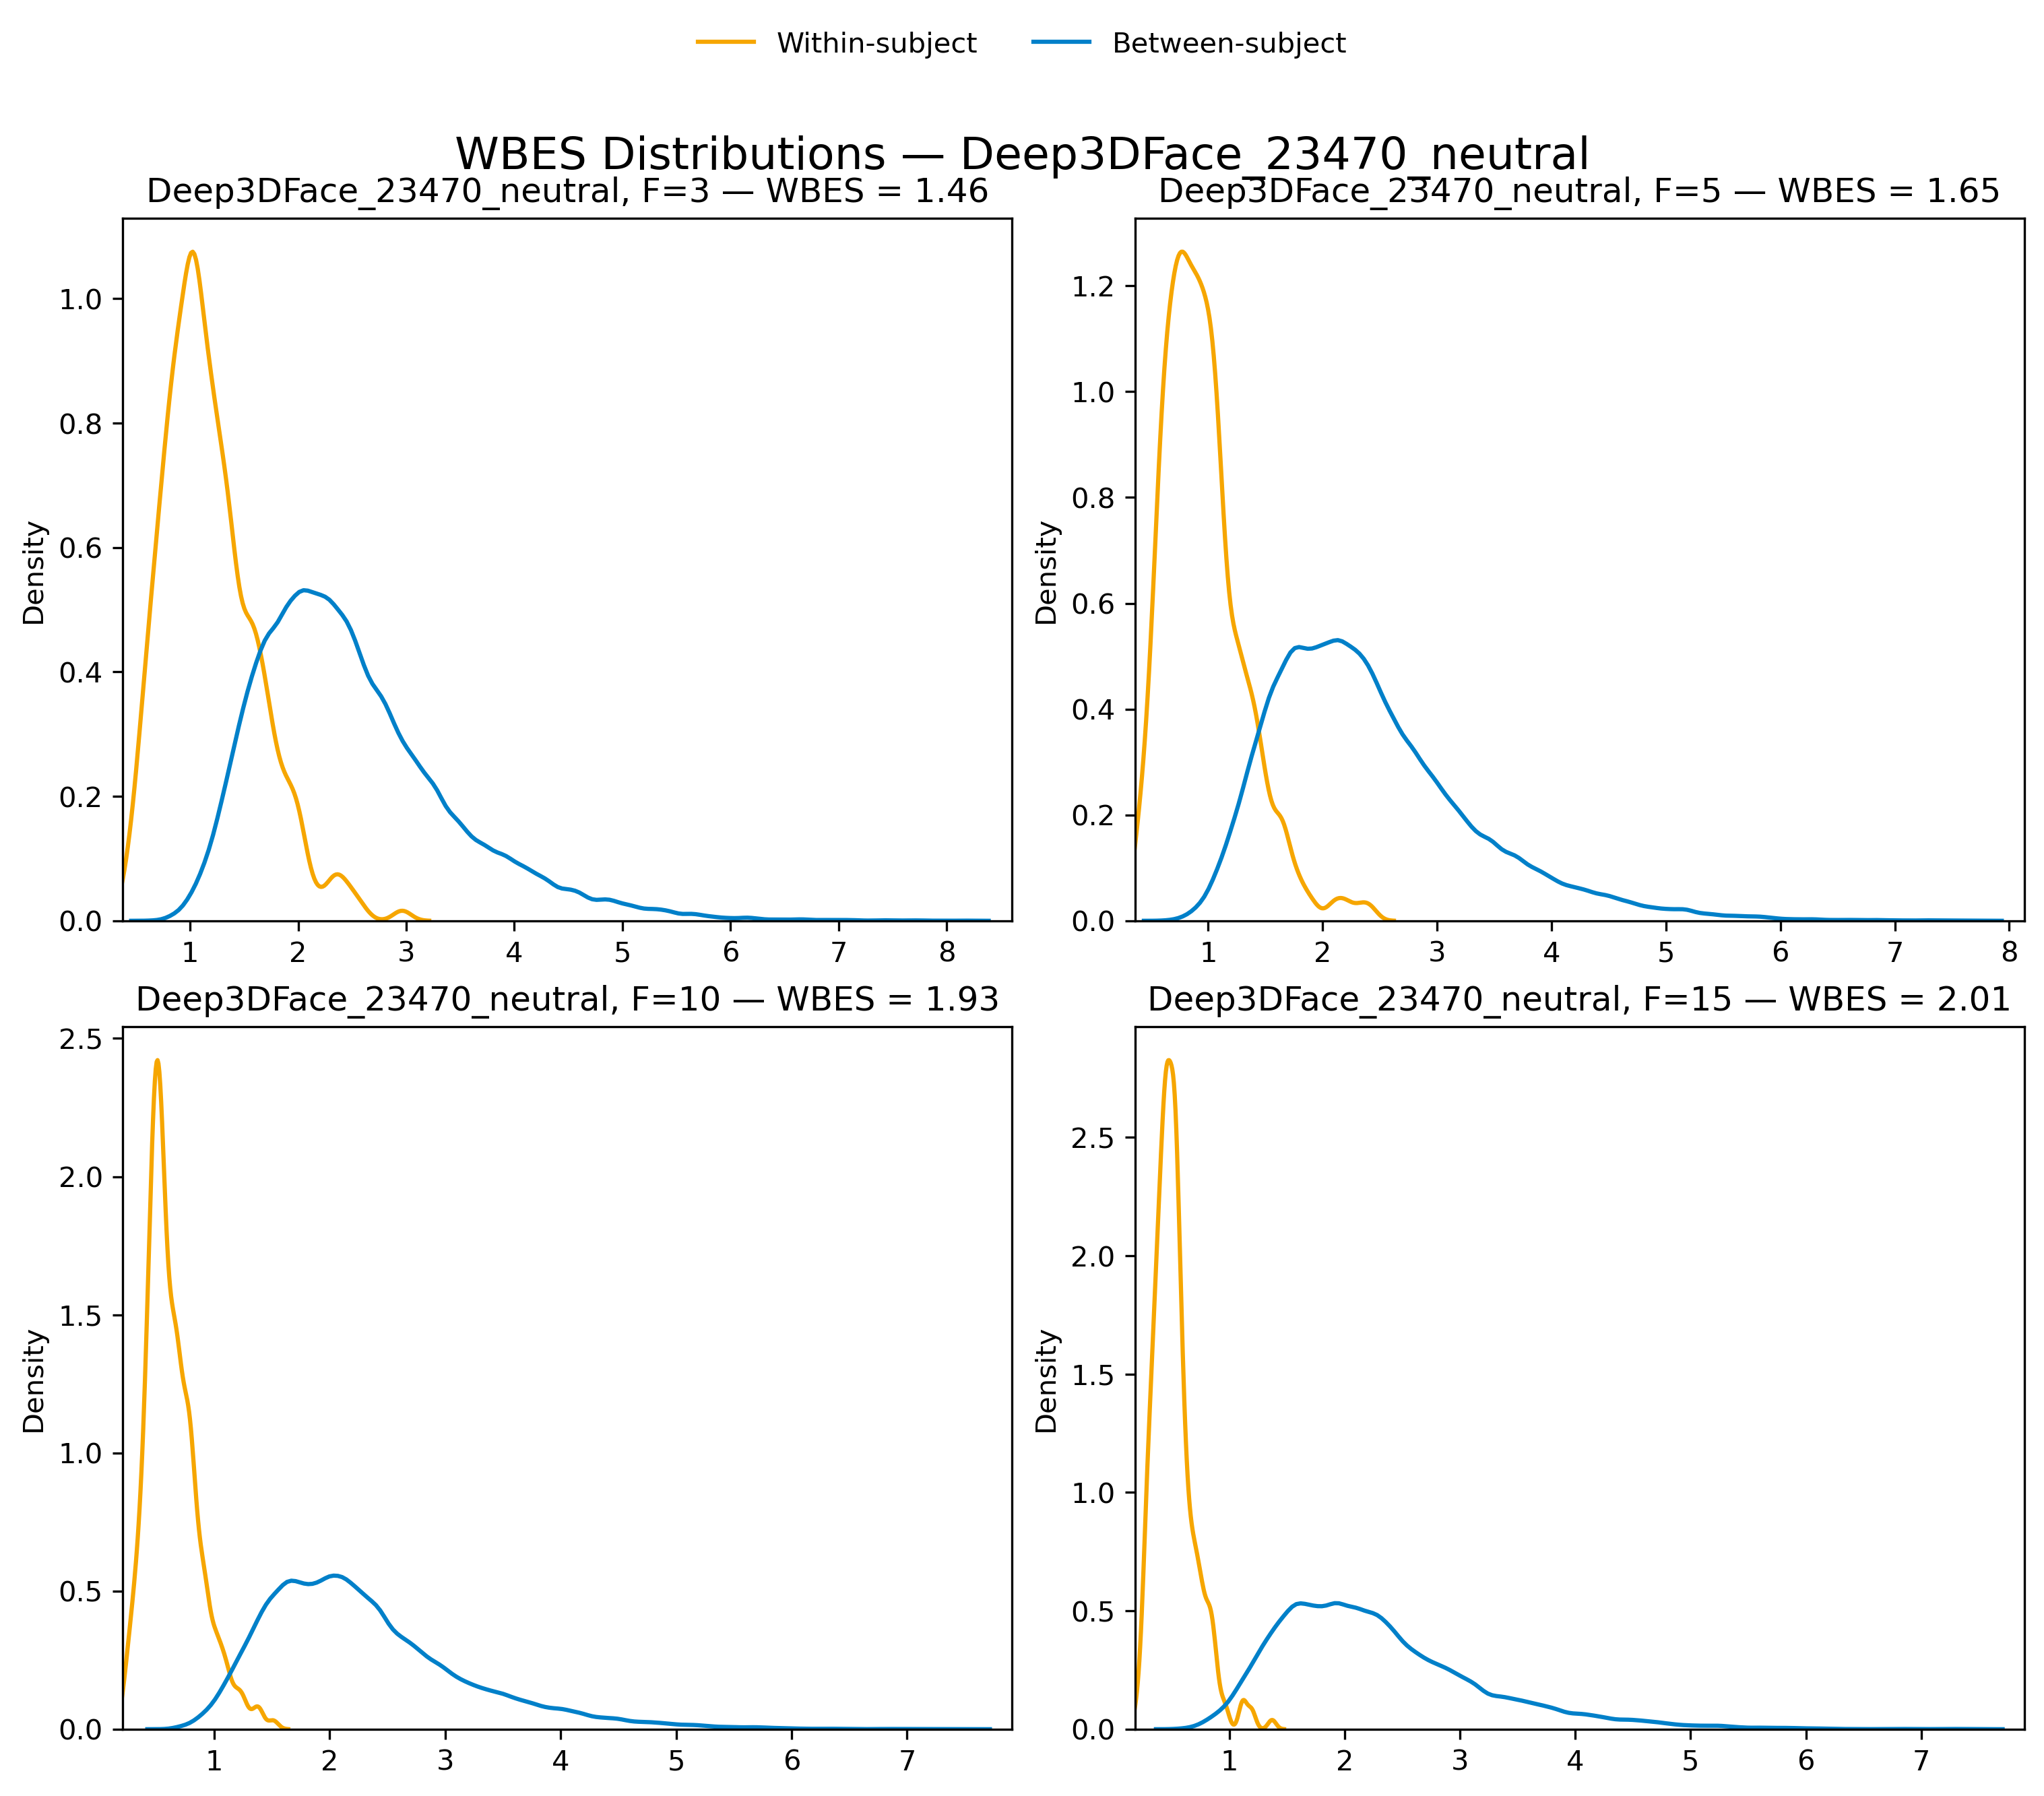 Within-subject Between-subject
WBES Distributions — Deep3DFace_23470_neutral
Deep3DFace_23470_neutral, F=3 — WBES = 1.46
Density
1.0
0.8
0.6
0.4
0.2
0.0
1 2 3 4 5 6 7 8
Deep3DFace_23470_neutral, F=5 — WBES = 1.65
Density
1.2
1.0
0.8
0.6
0.4
0.2
0.0
1 2 3 4 5 6 7 8
Deep3DFace_23470_neutral, F=10 — WBES = 1.93
Density
2.5
2.0
1.5
1.0
0.5
0.0
1 2 3 4 5 6 7
Deep3DFace_23470_neutral, F=15 — WBES = 2.01
Density
2.5
2.0
1.5
1.0
0.5
0.0
1 2 3 4 5 6 7